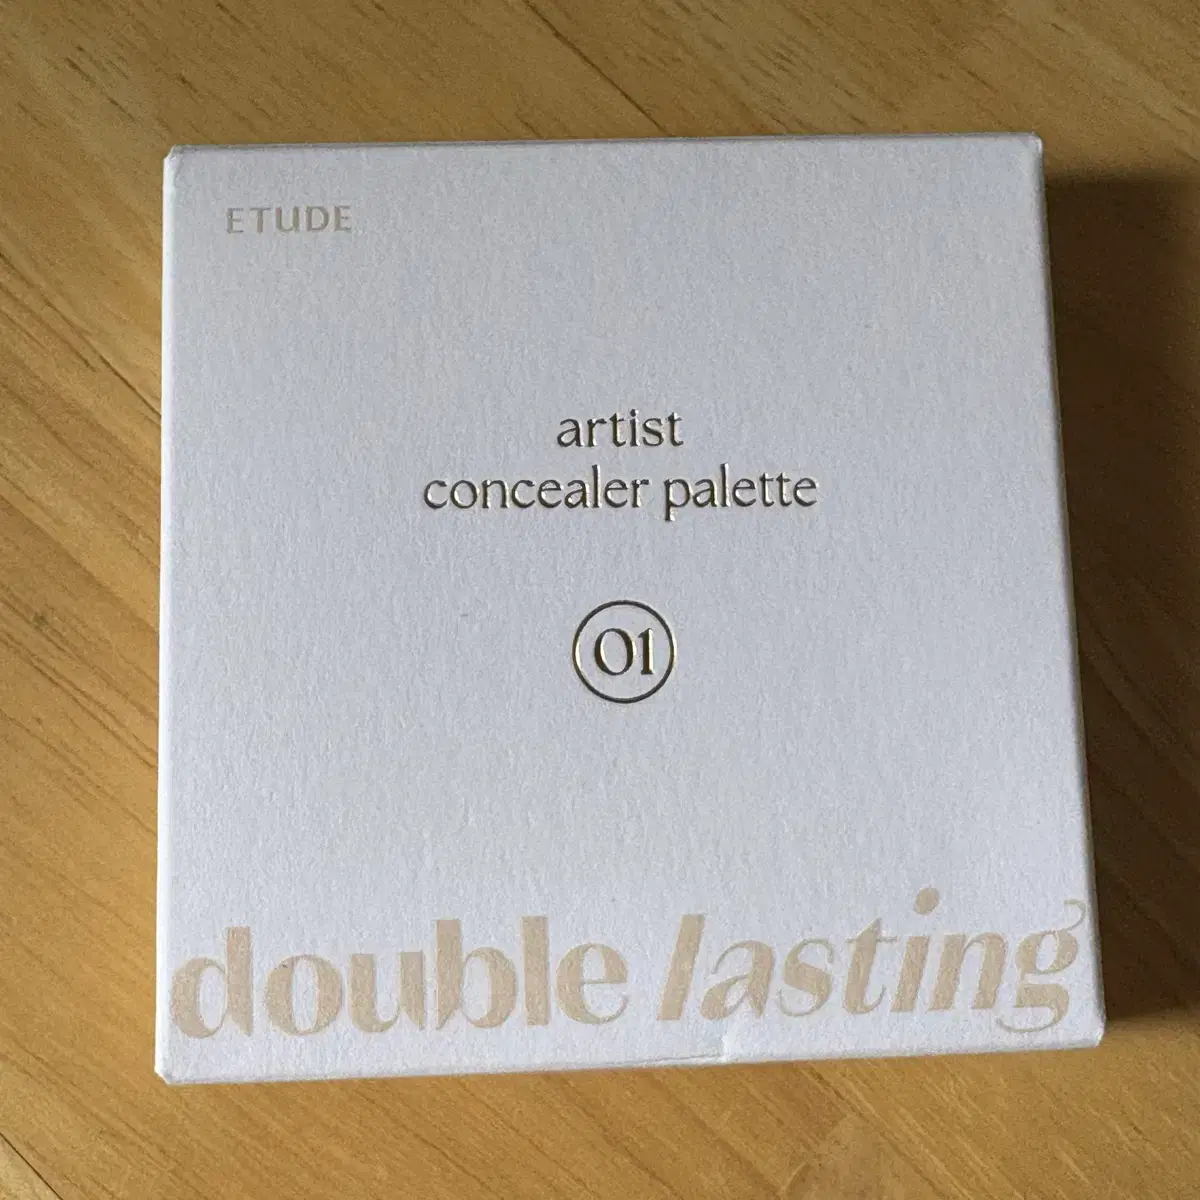 ETUDE
artist
concealer palette
01
double lasting